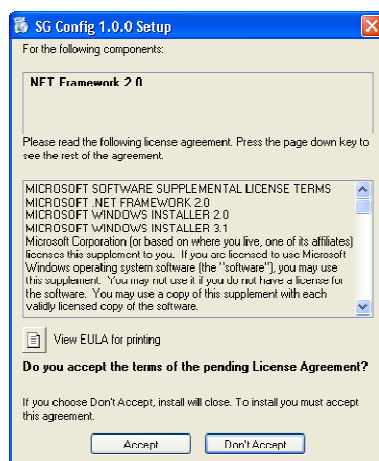 SG Config 1.0.0 Setup
For the following components:
.NET Framework 2.0
Please read the following license agreement. Press the page down key to
see the rest of the agreement.
MICROSOFT SOFTWARE SUPPLEMENTAL LICENSE TERMS
MICROSOFT .NET FRAMEWORK 2.0
MICROSOFT WINDOWS INSTALLER 2.0
MICROSOFT WINDOWS INSTALLER 3.1
Microsoft Corporation (or based on where you live, one of its affiliates)
licenses this supplement to you. If you are licensed to use Microsoft
Windows operating system software (the "software"), you may use
this supplement. You may not use it if you do not have a license for
the software. You may use a copy of this supplement with each
validly licensed copy of the software.
View EULA for printing
Do you accept the terms of the pending License Agreement?
If you choose Don't Accept, install will close. To install you must accept
this agreement.
Accept
Don't Accept